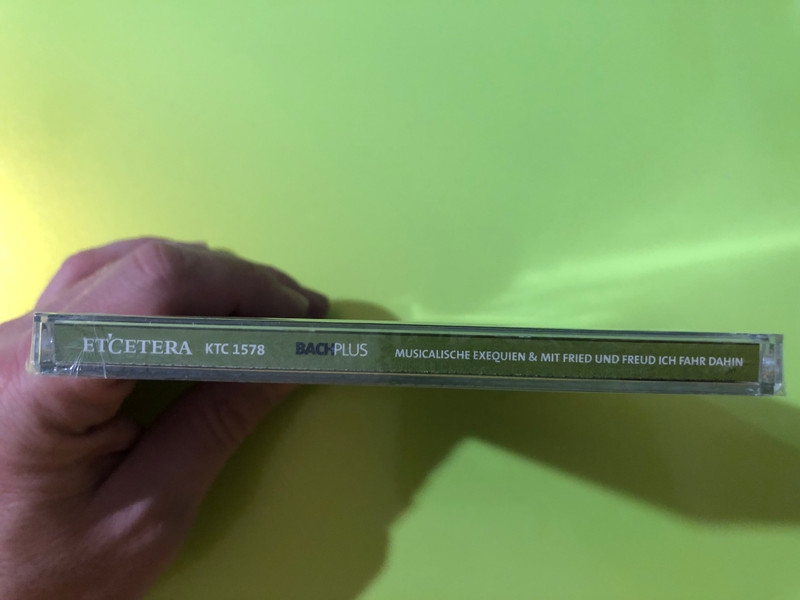 ET'CETERA KTC 1578 BACHPLUS MUSICALISCHE EXEQUIEN & MIT FRIED UND FREUD ICH FAHR DAHIN